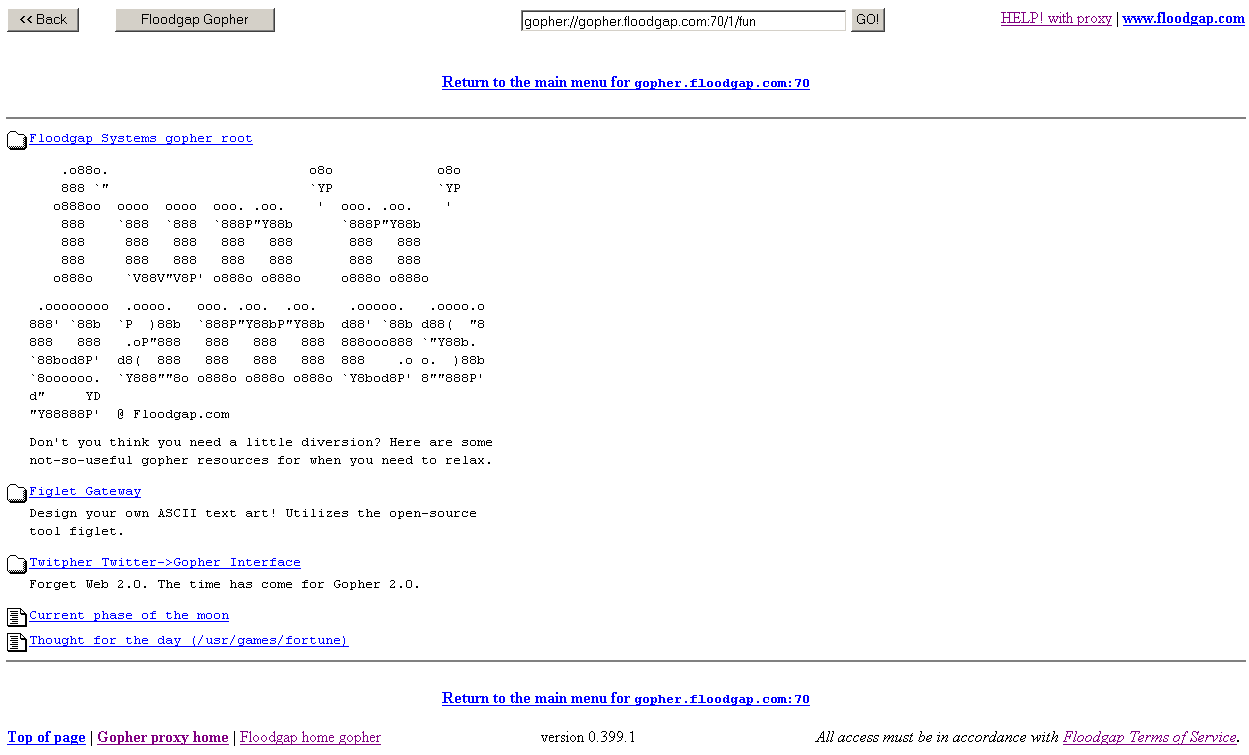 << Back Floodgap Gopher gopher://gopher.floodgap.com:70/1/fun GO! HELP! with proxy | www.floodgap.com
Return to the main menu for gopher.floodgap.com:70
Floodgap Systems gopher root
    .o88o.                         o8o             o8o
    888 `"                         `YP             `YP
   o888oo  oooo  oooo  ooo. .oo.    '  ooo. .oo.    '
    888    `888  `888  `888P"Y88b      `888P"Y88b
    888     888   888   888   888       888   888
    888     888   888   888   888       888   888
   o888o    `V88V"V8P' o888o o888o     o888o o888o
 .oooooooo  .oooo.   ooo. .oo.  .oo.    .ooooo.   .oooo.o
888' `88b  `P  )88b  `888P"Y88bP"Y88b  d88' `88b d88(  "8
888   888   .oP"888   888   888   888  888ooo888 `"Y88b.
`88bod8P'  d8(  888   888   888   888  888    .o o.  )88b
`8oooooo.  `Y888""8o o888o o888o o888o `Y8bod8P' 8""888P'
d"     YD
"Y88888P'  @ Floodgap.com
Don't you think you need a little diversion? Here are some
not-so-useful gopher resources for when you need to relax.
Figlet Gateway
Design your own ASCII text art! Utilizes the open-source
tool figlet.
Twitpher Twitter->Gopher Interface
Forget Web 2.0. The time has come for Gopher 2.0.
Current phase of the moon
Thought for the day (/usr/games/fortune)
Return to the main menu for gopher.floodgap.com:70
Top of page | Gopher proxy home | Floodgap home gopher version 0.399.1 All access must be in accordance with Floodgap Terms of Service.